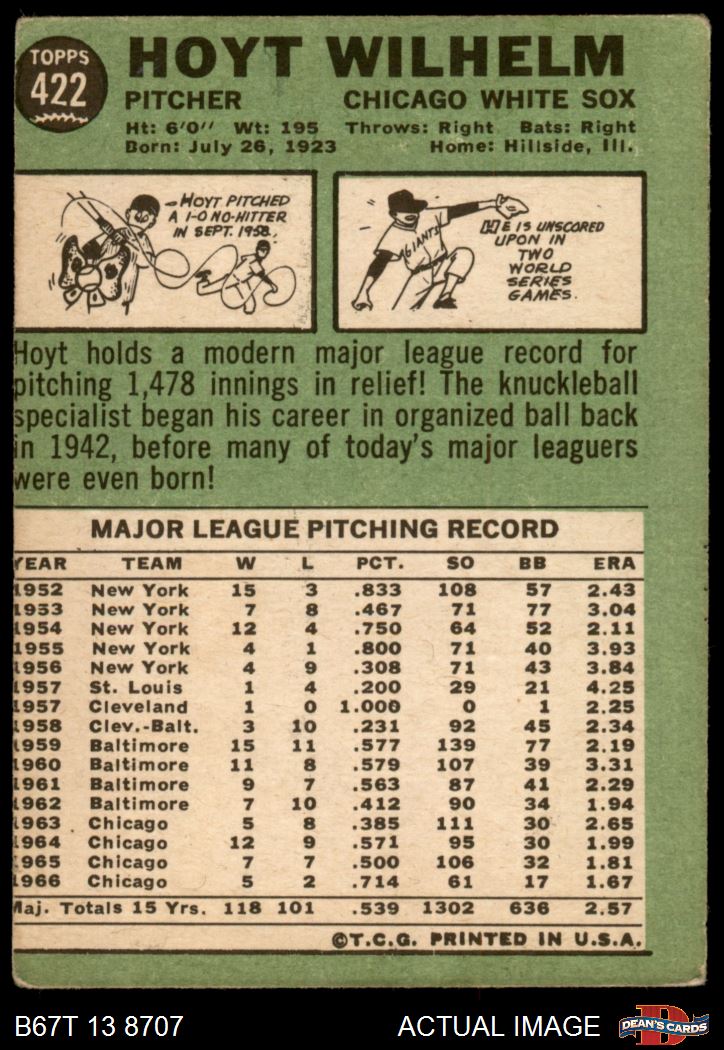 TOPPS
422
HOYT WILHELM
PITCHER CHICAGO WHITE SOX
Ht: 6'0" Wt: 195 Throws: Right Bats: Right
Born: July 26, 1923 Home: Hillside, Ill.
HOYT PITCHED
A 1-0 NO-HITTER
IN SEPT. 1958.
GIANTS
HE IS UNSCORED
UPON IN
TWO
WORLD
SERIES
GAMES.
Hoyt holds a modern major league record for
pitching 1,478 innings in relief! The knuckleball
specialist began his career in organized ball back
in 1942, before many of today's major leaguers
were even born!
MAJOR LEAGUE PITCHING RECORD
YEAR TEAM W L PCT. SO BB ERA
1952 New York 15 3 .833 108 57 2.43
1953 New York 7 8 .467 71 77 3.04
1954 New York 12 4 .750 64 52 2.11
1955 New York 4 1 .800 71 40 3.93
1956 New York 4 9 .308 71 43 3.84
1957 St. Louis 1 4 .200 29 21 4.25
1957 Cleveland 1 0 1.000 0 1 2.25
1958 Clev.-Balt. 3 10 .231 92 45 2.34
1959 Baltimore 15 11 .577 139 77 2.19
1960 Baltimore 11 8 .579 107 39 3.31
1961 Baltimore 9 7 .563 87 41 2.29
1962 Baltimore 7 10 .412 90 34 1.94
1963 Chicago 5 8 .385 111 30 2.65
1964 Chicago 12 9 .571 95 30 1.99
1965 Chicago 7 7 .500 106 32 1.81
1966 Chicago 5 2 .714 61 17 1.67
Maj. Totals 15 Yrs. 118 101 .539 1302 636 2.57
©T.C.G. PRINTED IN U.S.A.
B67T 13 8707 ACTUAL IMAGE
D
DEAN'S CARDS